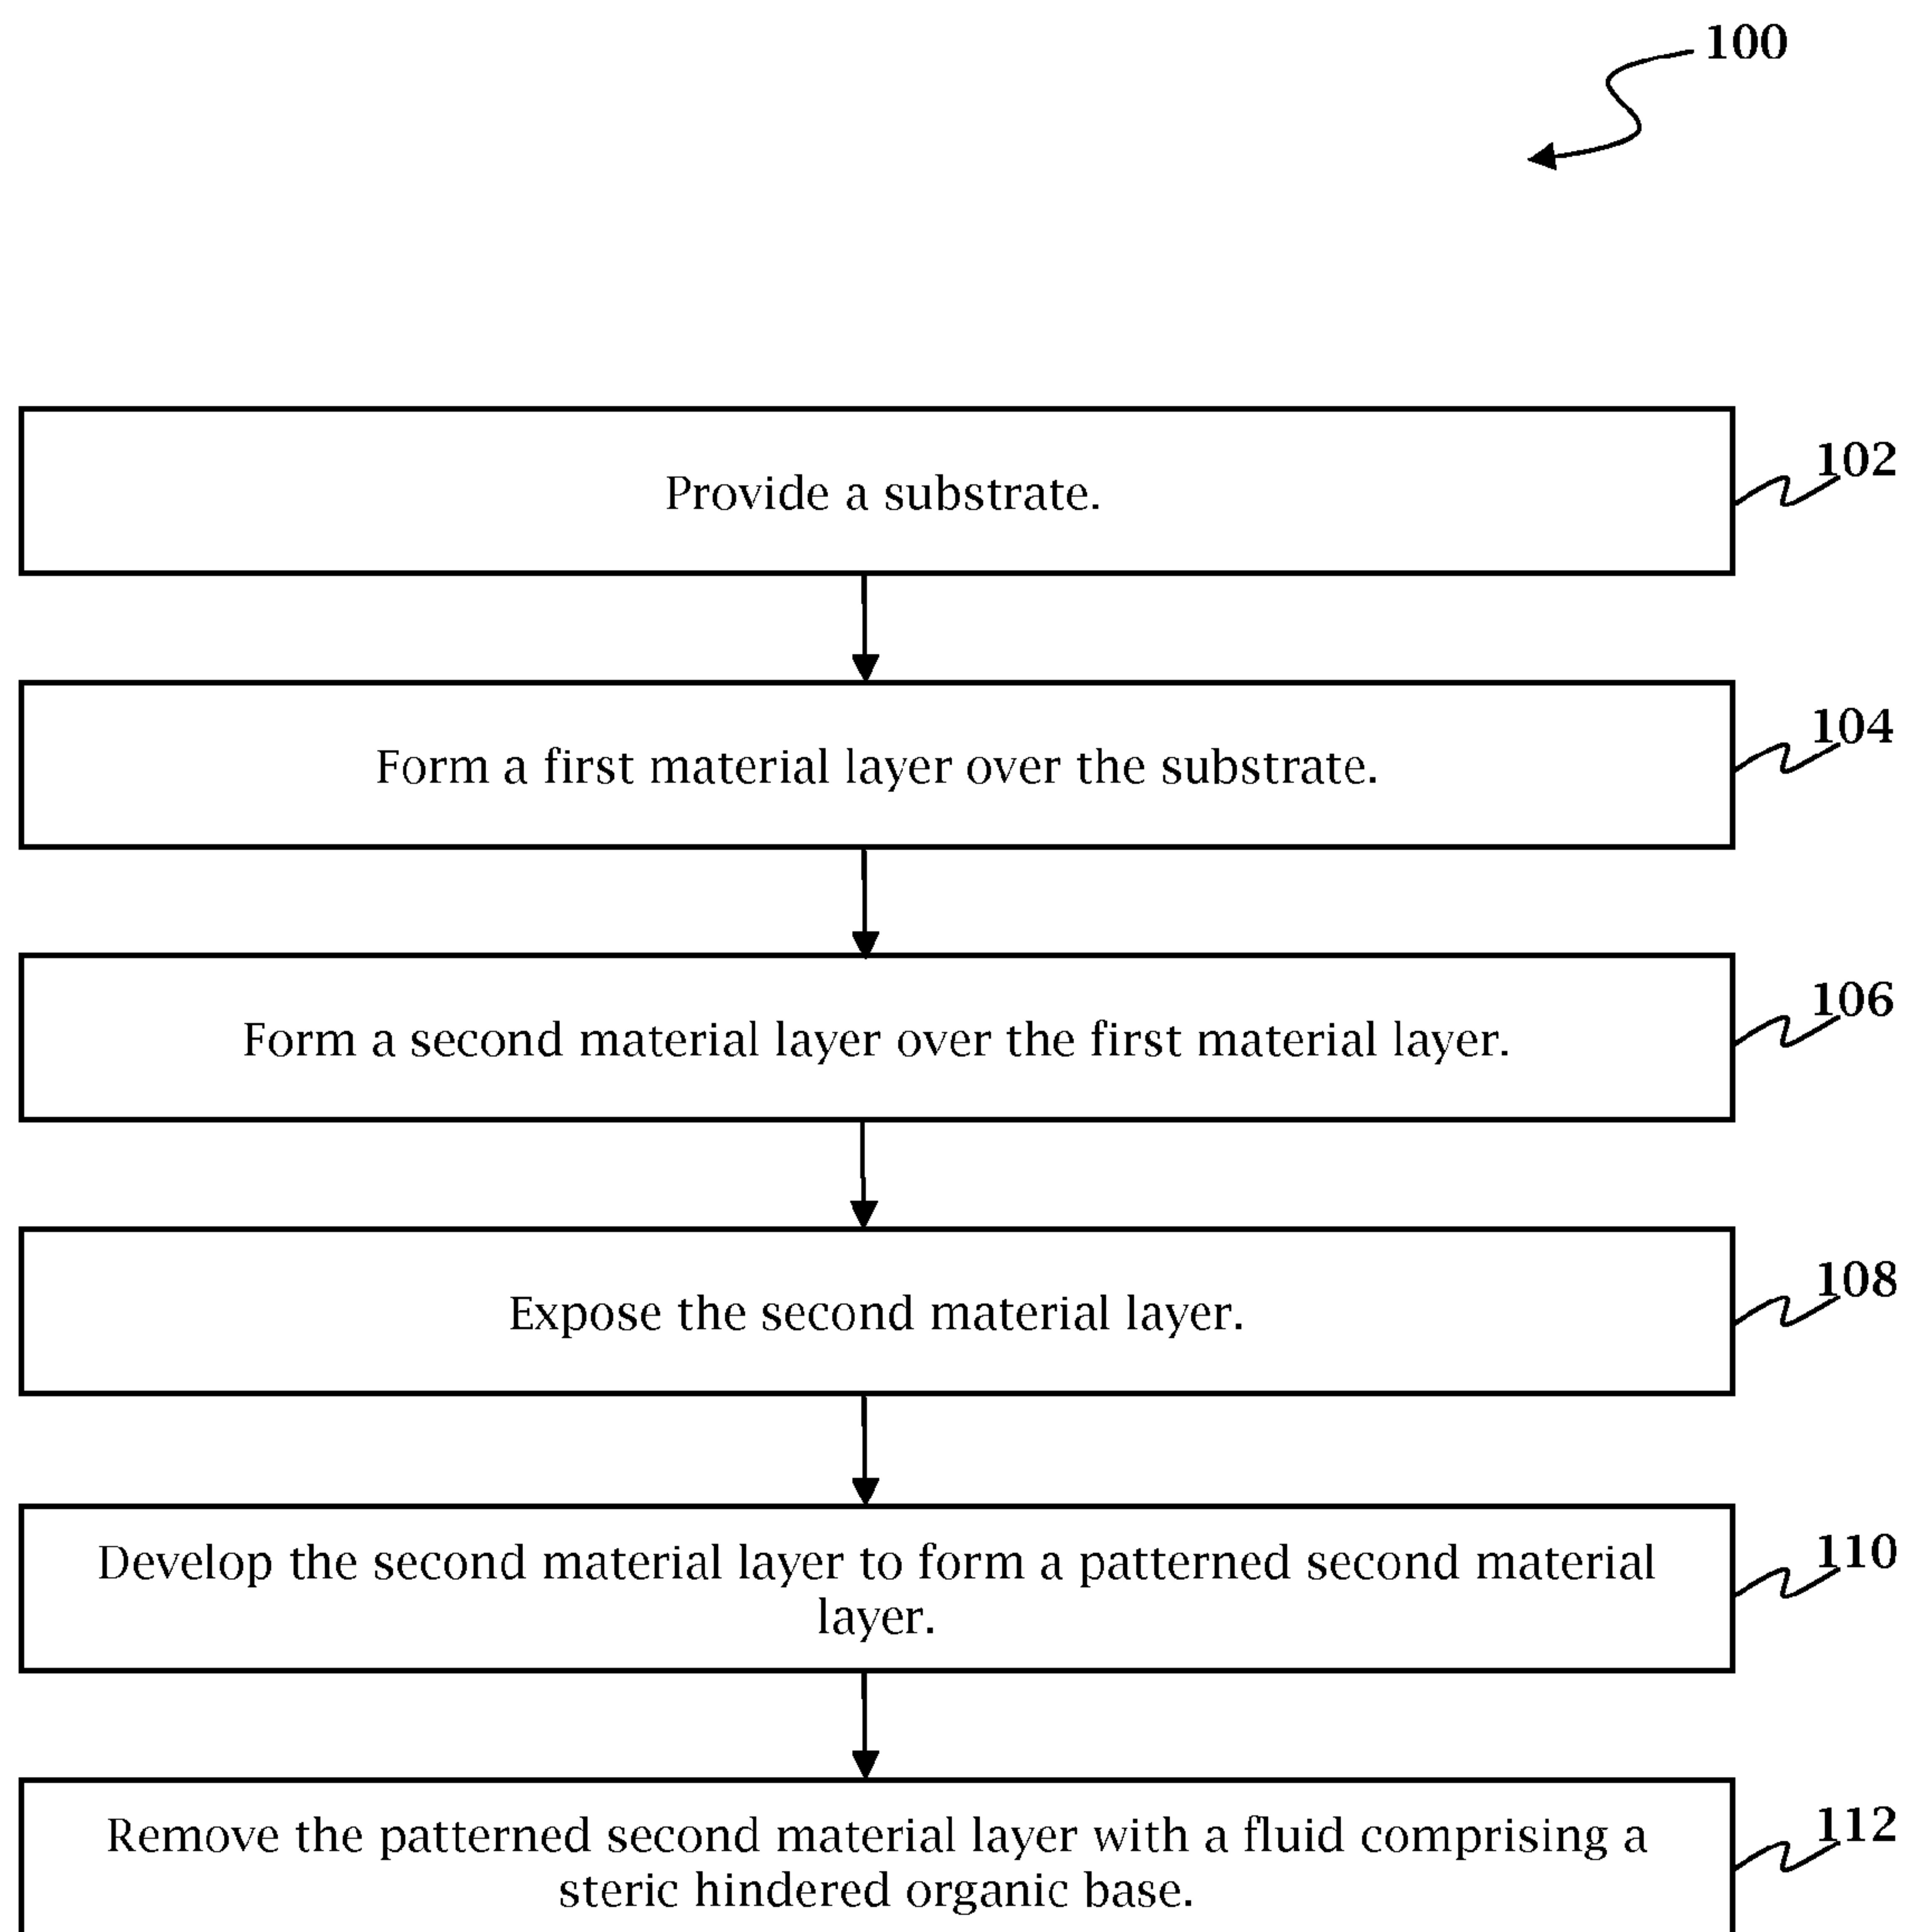 100
Provide a substrate.
102
Form a first material layer over the substrate.
104
Form a second material layer over the first material layer.
106
Expose the second material layer.
108
Develop the second material layer to form a patterned second material
layer.
110
Remove the patterned second material layer with a fluid comprising a
steric hindered organic base.
112